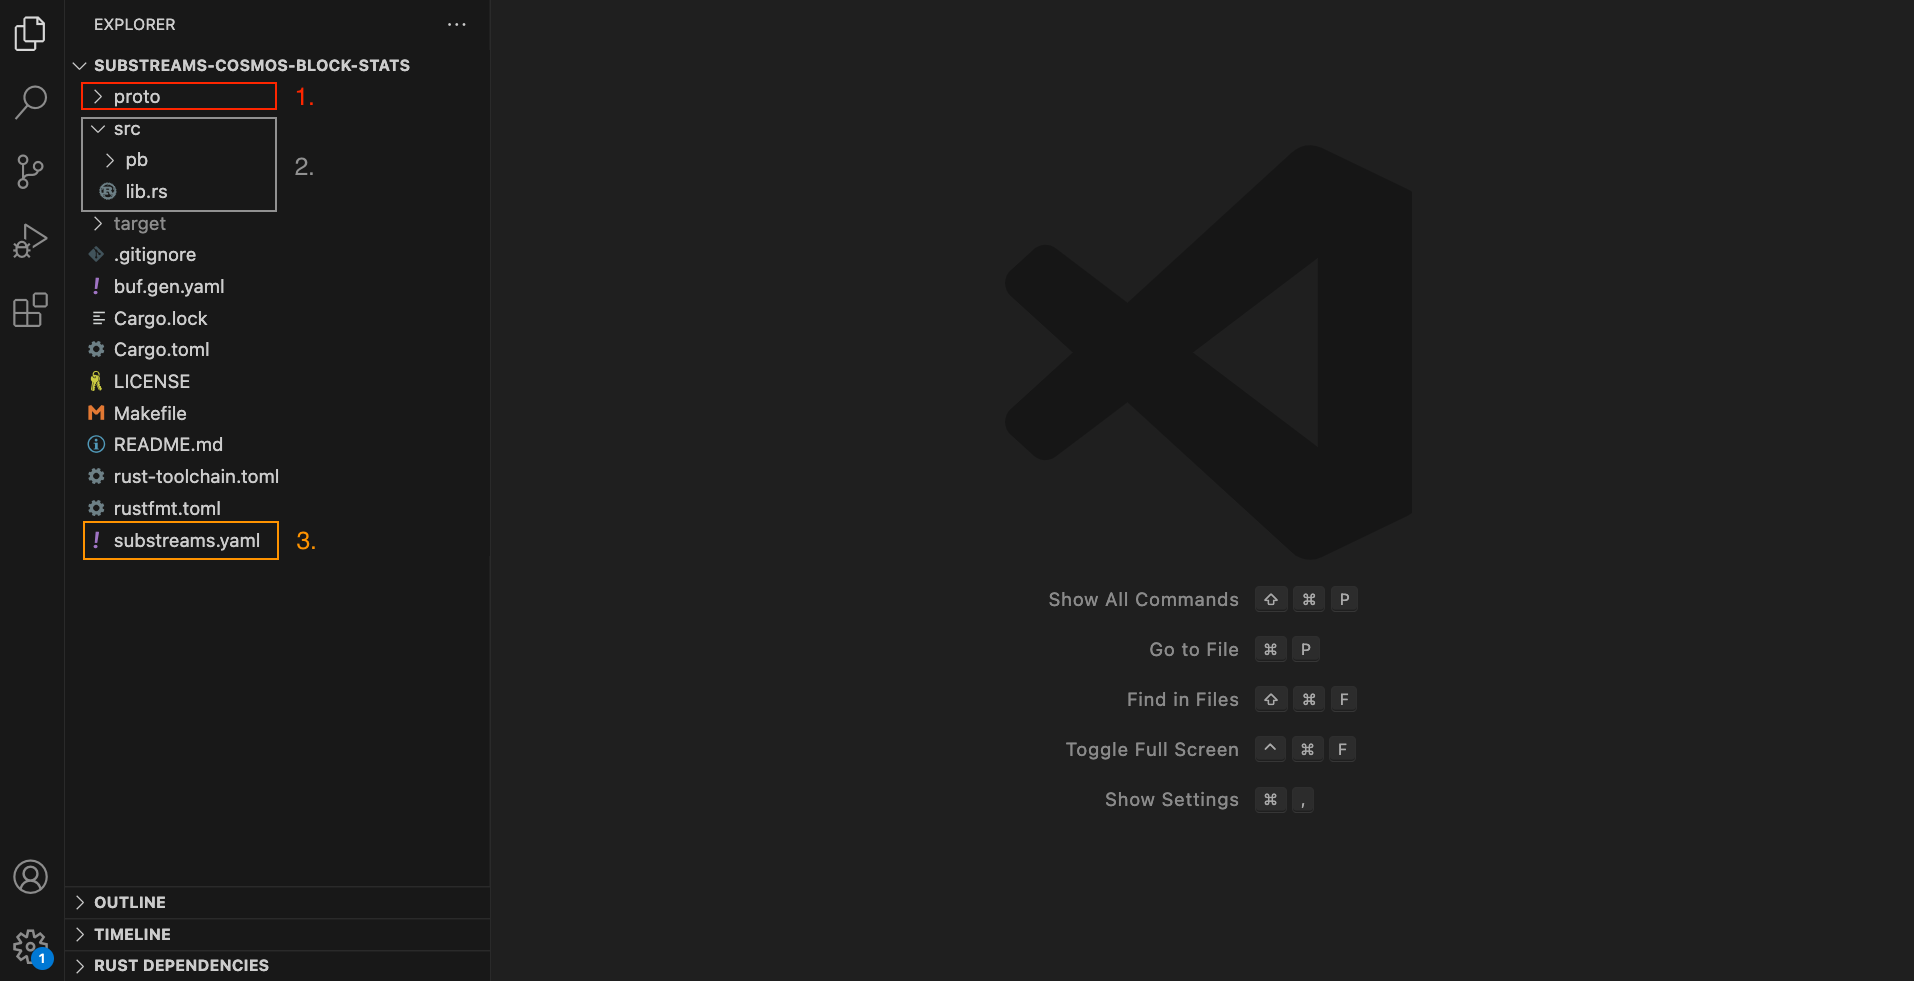 EXPLORER
SUBSTREAMS-COSMOS-BLOCK-STATS
proto 1.
src
pb 2.
lib.rs
target
.gitignore
! buf.gen.yaml
Cargo.lock
Cargo.toml
LICENSE
M Makefile
README.md
rust-toolchain.toml
rustfmt.toml
! substreams.yaml 3.
Show All Commands ⇧ ⌘ P
Go to File ⌘ P
Find in Files ⇧ ⌘ F
Toggle Full Screen ^ ⌘ F
Show Settings ⌘ ,
OUTLINE
TIMELINE
1
RUST DEPENDENCIES